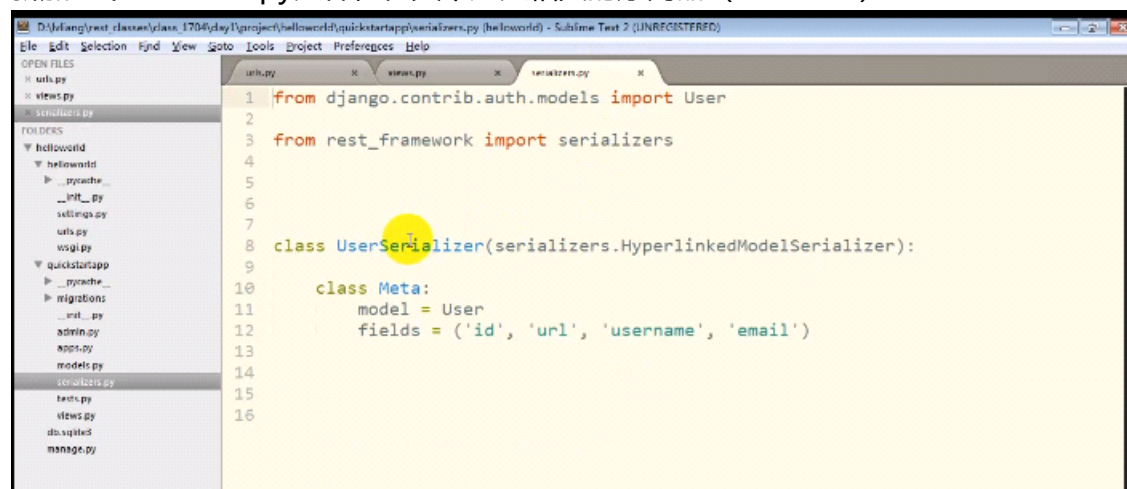 D:\lvliang\rest_classes\class_1704\day1\project\helloworld\quickstartapp\serializers.py (helloworld) - Sublime Text 2 (UNREGISTERED)
File Edit Selection Find View Goto Tools Project Preferences Help
OPEN FILES
urls.py
views.py
serializers.py
FOLDERS
helloworld
helloworld
__pycache__
__init__.py
settings.py
urls.py
wsgi.py
quickstartapp
__pycache__
migrations
__init__.py
admin.py
apps.py
models.py
serializers.py
tests.py
views.py
db.sqlite3
manage.py
urls.py views.py serializers.py
1 from django.contrib.auth.models import User
2
3 from rest_framework import serializers
4
5
6
7
8 class UserSerializer(serializers.HyperlinkedModelSerializer):
9
10 class Meta:
11 model = User
12 fields = ('id', 'url', 'username', 'email')
13
14
15
16